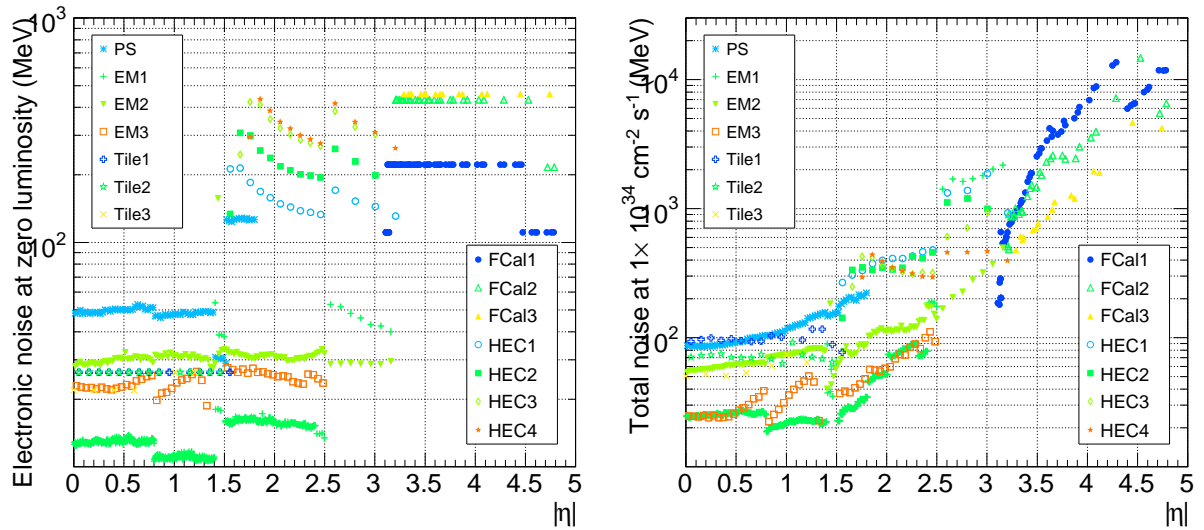 Electronic noise at zero luminosity (MeV)
10³
10²
PS
EM1
EM2
EM3
Tile1
Tile2
Tile3
FCal1
FCal2
FCal3
HEC1
HEC2
HEC3
HEC4
0 0.5 1 1.5 2 2.5 3 3.5 4 4.5 5
|η|
Total noise at 1× 10³⁴ cm⁻² s⁻¹ (MeV)
10⁴
10³
10²
PS
EM1
EM2
EM3
Tile1
Tile2
Tile3
FCal1
FCal2
FCal3
HEC1
HEC2
HEC3
HEC4
0 0.5 1 1.5 2 2.5 3 3.5 4 4.5 5
|η|